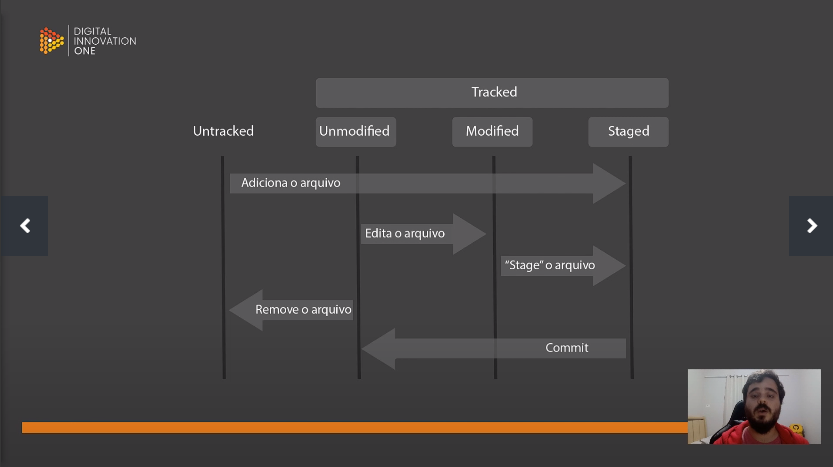 DIGITAL
INNOVATION
ONE
Tracked
Untracked
Unmodified
Modified
Staged
Adiciona o arquivo
Edita o arquivo
“Stage” o arquivo
Remove o arquivo
Commit